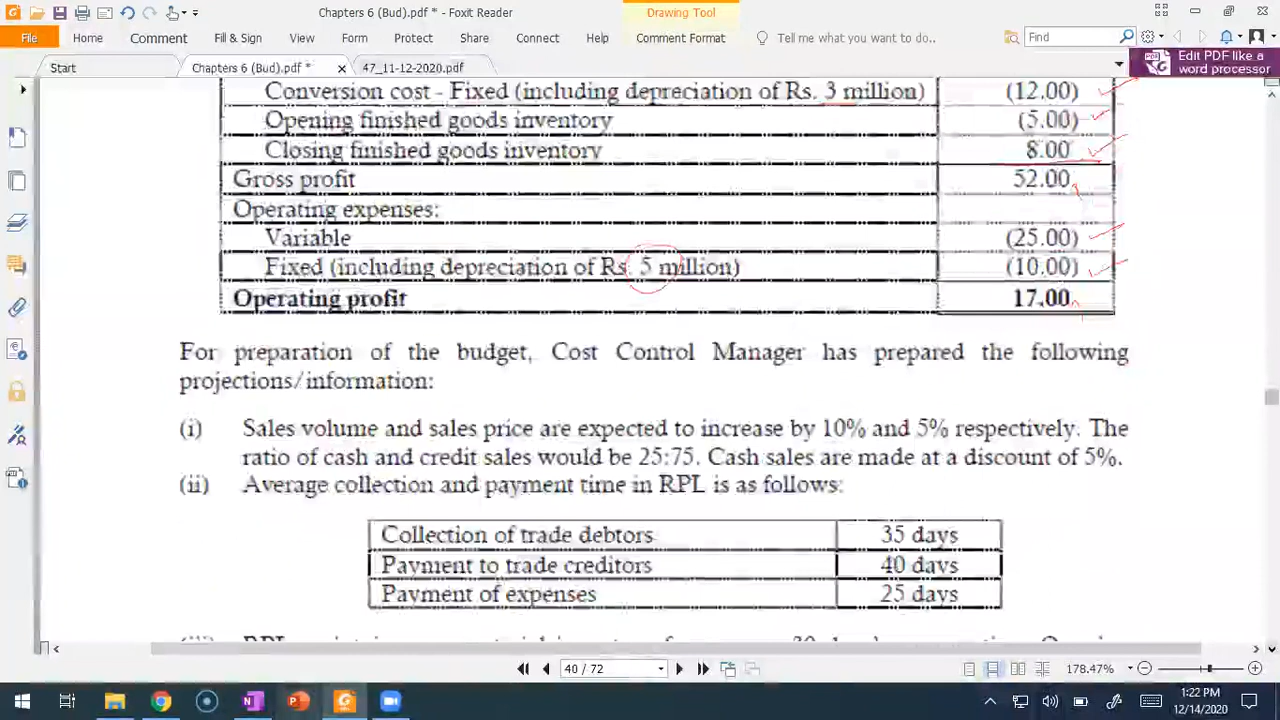 Chapters 6 (Bud).pdf * - Foxit Reader
Drawing Tool
File Home Comment Fill & Sign View Form Protect Share Connect Help Comment Format Tell me what you want to do.. Find
Start Chapters 6 (Bud).pdf * 47_11-12-2020.pdf
Edit PDF like a
word processor
Conversion cost - Fixed (including depreciation of Rs. 3 million) (12.00)
Opening finished goods inventory (5.00)
Closing finished goods inventory 8.00
Gross profit 52.00
Operating expenses:
Variable (25.00)
Fixed (including depreciation of Rs. 5 million) (10.00)
Operating profit 17.00
For preparation of the budget, Cost Control Manager has prepared the following
projections/information:
(i) Sales volume and sales price are expected to increase by 10% and 5% respectively. The
ratio of cash and credit sales would be 25:75. Cash sales are made at a discount of 5%.
(ii) Average collection and payment time in RPL is as follows:
Collection of trade debtors 35 days
Payment to trade creditors 40 days
Payment of expenses 25 days
40 / 72
178.47%
1:22 PM
12/14/2020